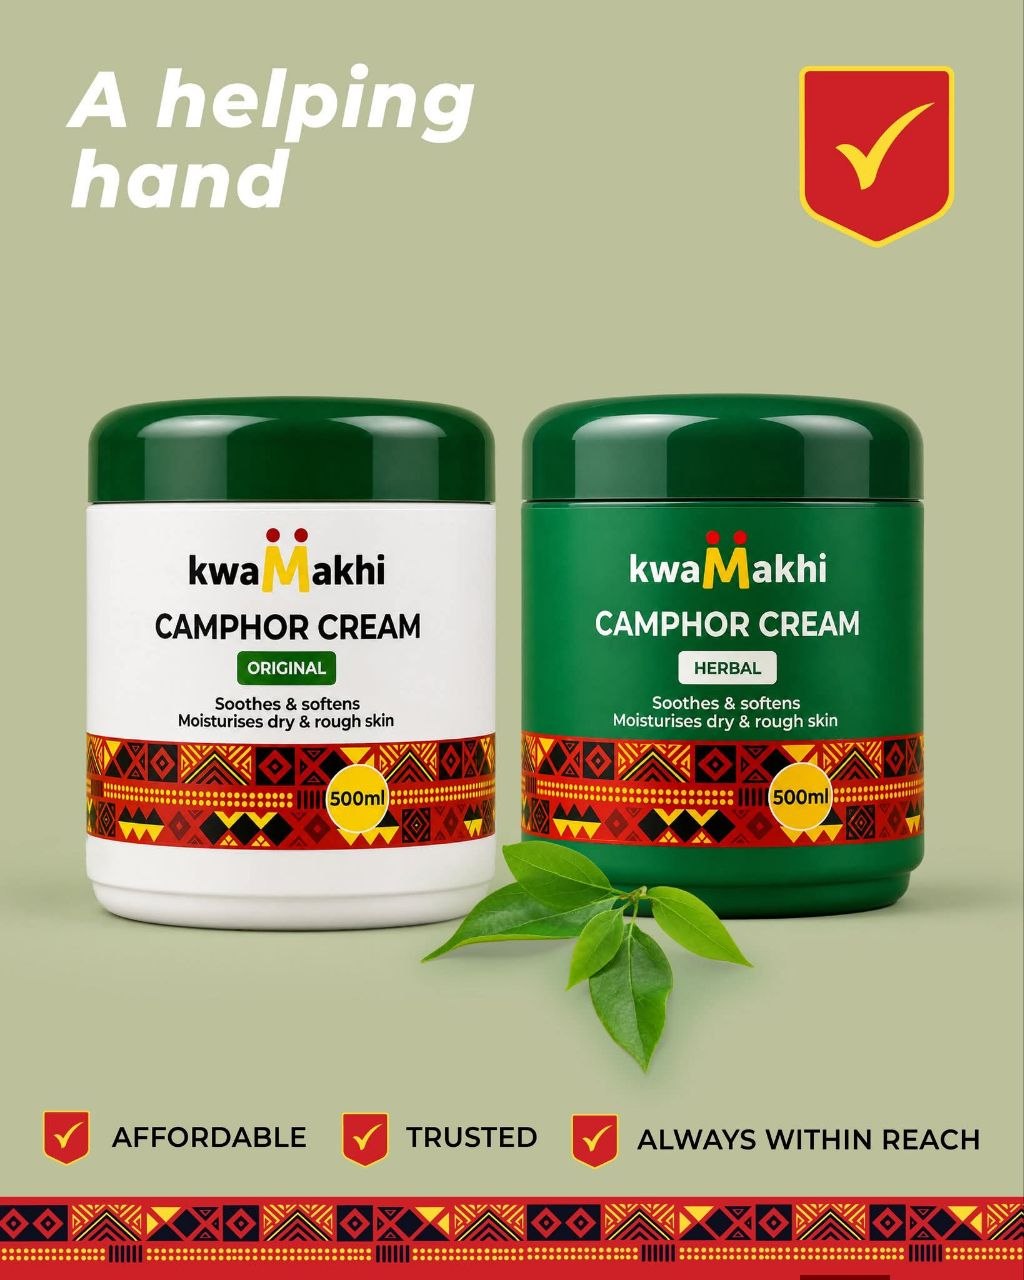 A helping
hand
kwaMakhi
CAMPHOR CREAM
ORIGINAL
Soothes & softens
Moisturises dry & rough skin
500ml
kwaMakhi
CAMPHOR CREAM
HERBAL
Soothes & softens
Moisturises dry & rough skin
500ml
AFFORDABLE
TRUSTED
ALWAYS WITHIN REACH